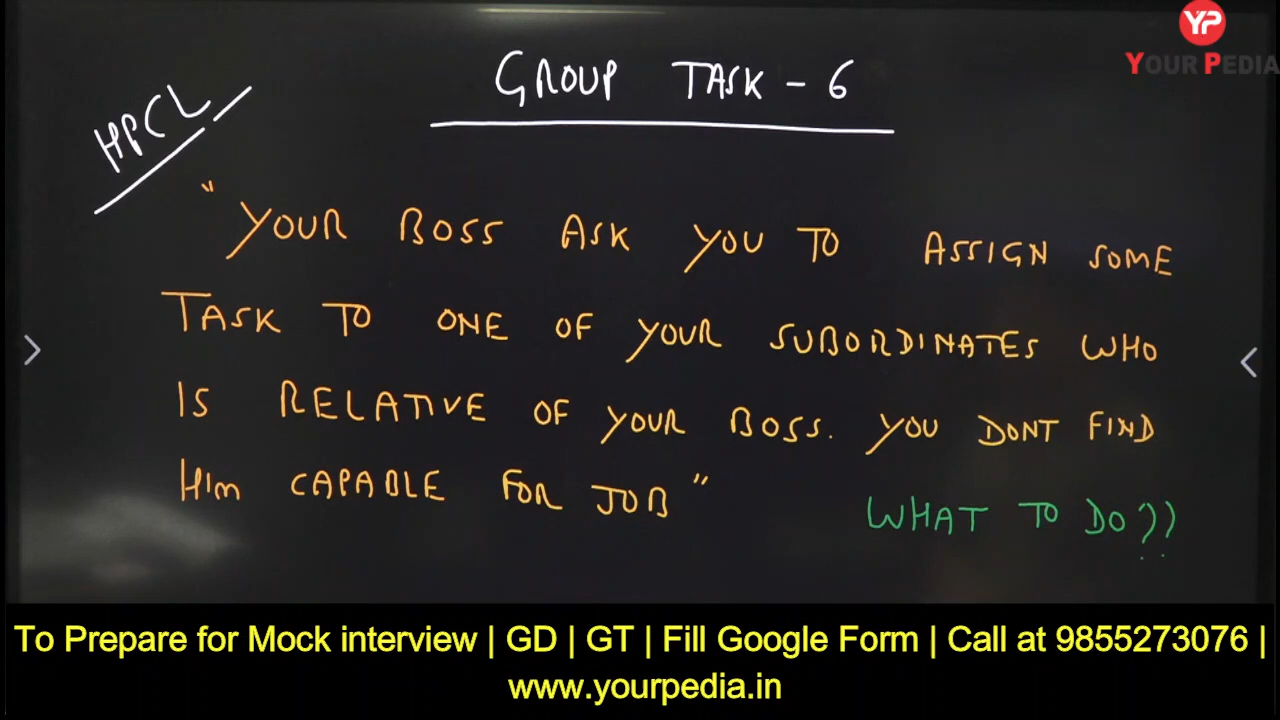 YP
YOUR PEDIA
GROUP TASK - 6
HPCL
"YOUR BOSS ASK YOU TO ASSIGN SOME
TASK TO ONE OF YOUR SUBORDINATES WHO
IS RELATIVE OF YOUR BOSS. YOU DONT FIND
HIM CAPABLE FOR JOB"
WHAT TO DO??
To Prepare for Mock interview | GD | GT | Fill Google Form | Call at 9855273076 |
www.yourpedia.in